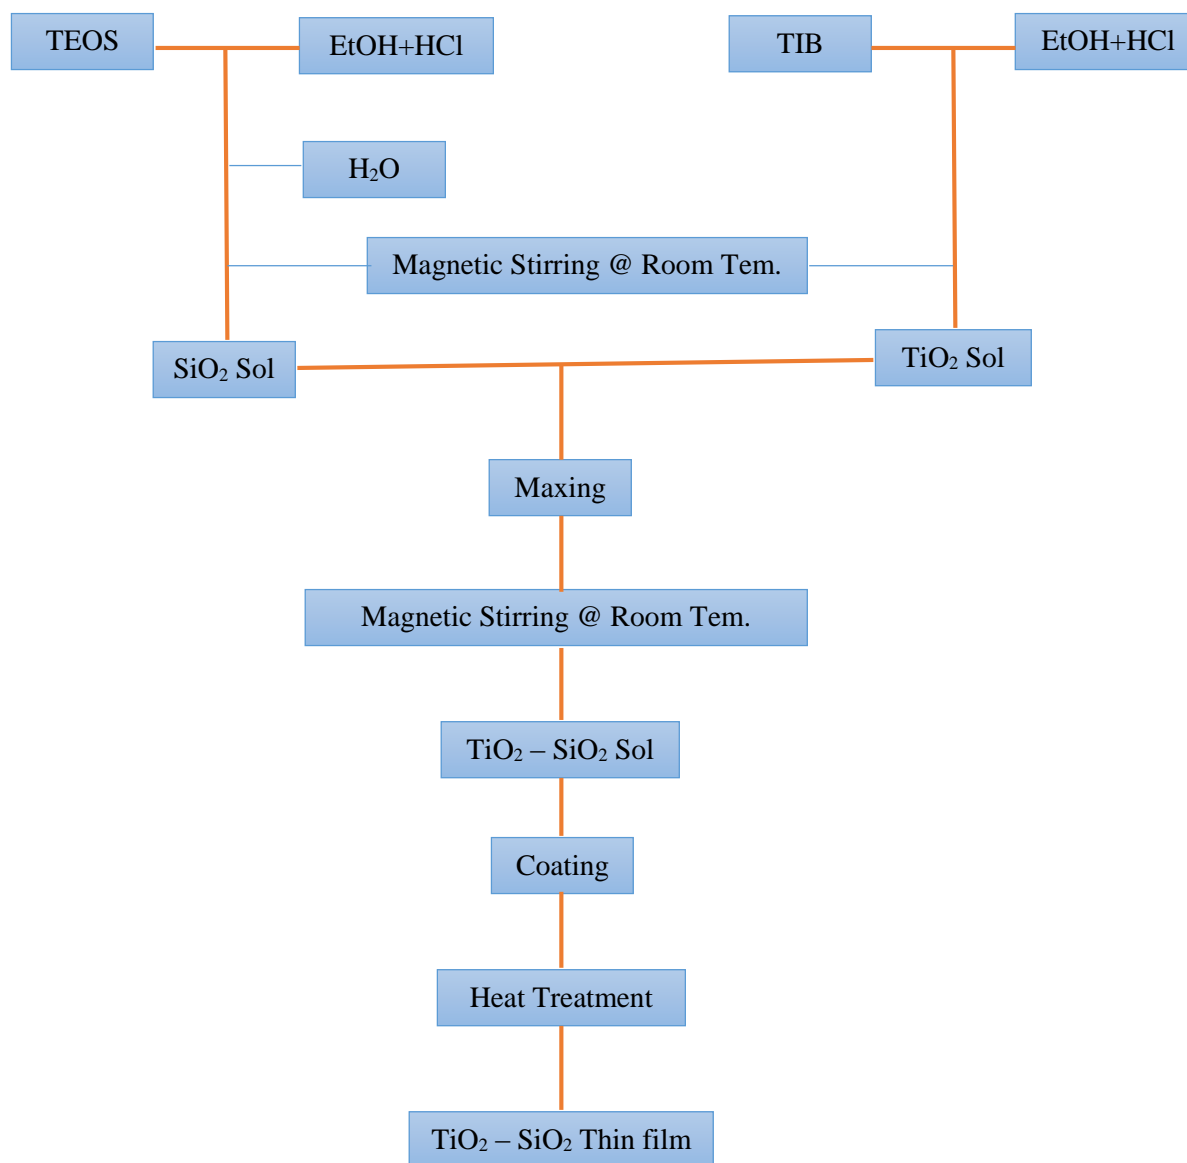 TEOS
EtOH+HCl
TIB
EtOH+HCl
H₂O
Magnetic Stirring @ Room Tem.
SiO₂ Sol
TiO₂ Sol
Maxing
Magnetic Stirring @ Room Tem.
TiO₂ – SiO₂ Sol
Coating
Heat Treatment
TiO₂ – SiO₂ Thin film